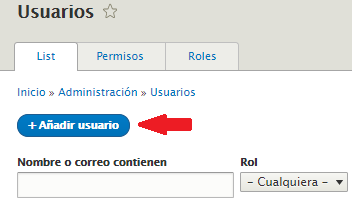 Usuarios
List Permisos Roles
Inicio » Administración » Usuarios
+ Añadir usuario
Nombre o correo contienen Rol
- Cualquiera -